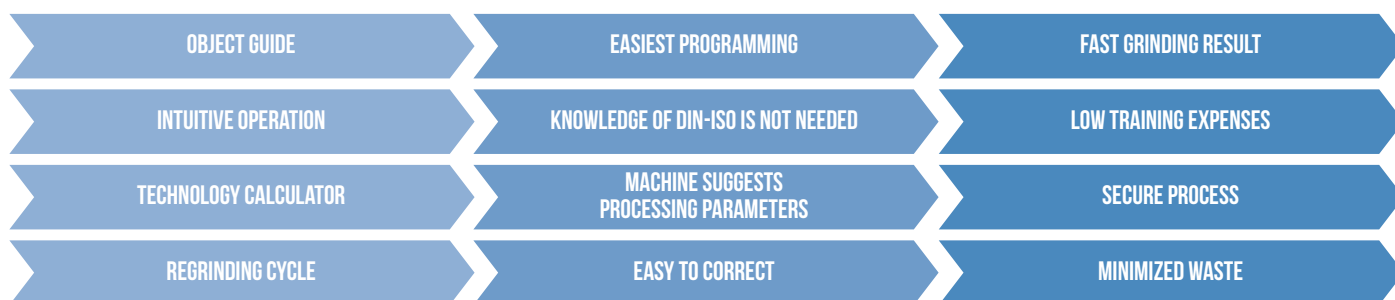 OBJECT GUIDE
EASIEST PROGRAMMING
FAST GRINDING RESULT
INTUITIVE OPERATION
KNOWLEDGE OF DIN-ISO IS NOT NEEDED
LOW TRAINING EXPENSES
TECHNOLOGY CALCULATOR
MACHINE SUGGESTS
PROCESSING PARAMETERS
SECURE PROCESS
REGRINDING CYCLE
EASY TO CORRECT
MINIMIZED WASTE